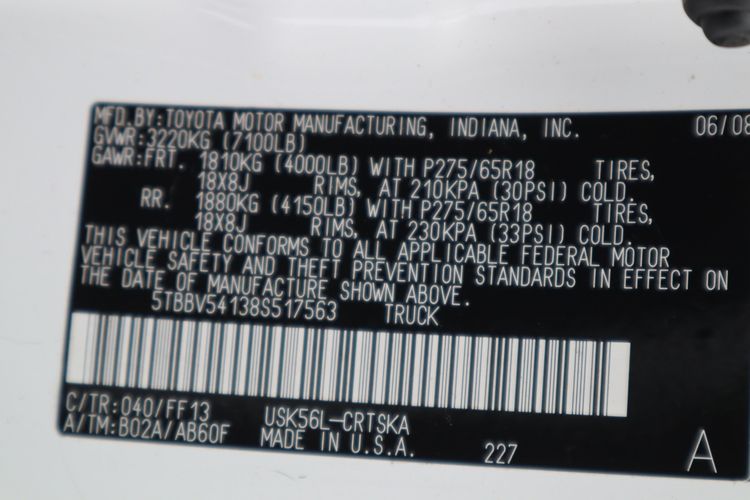 MFD.BY:TOYOTA MOTOR MANUFACTURING, INDIANA, INC. 06/08
GVWR:3220KG (7100LB)
GAWR:FRT. 1810KG (4000LB) WITH P275/65R18 TIRES,
18X8J RIMS, AT 210KPA (30PSI) COLD.
RR. 1880KG (4150LB) WITH P275/65R18 TIRES,
18X8J RIMS, AT 230KPA (33PSI) COLD.
THIS VEHICLE CONFORMS TO ALL APPLICABLE FEDERAL MOTOR
VEHICLE SAFETY AND THEFT PREVENTION STANDARDS IN EFFECT ON
THE DATE OF MANUFACTURE SHOWN ABOVE.
5TBBV54138S517563 TRUCK
C/TR:040/FF13 USK56L-CRTSKA
A/TM:B02A/AB60F MADE IN U.S.A. 227 A